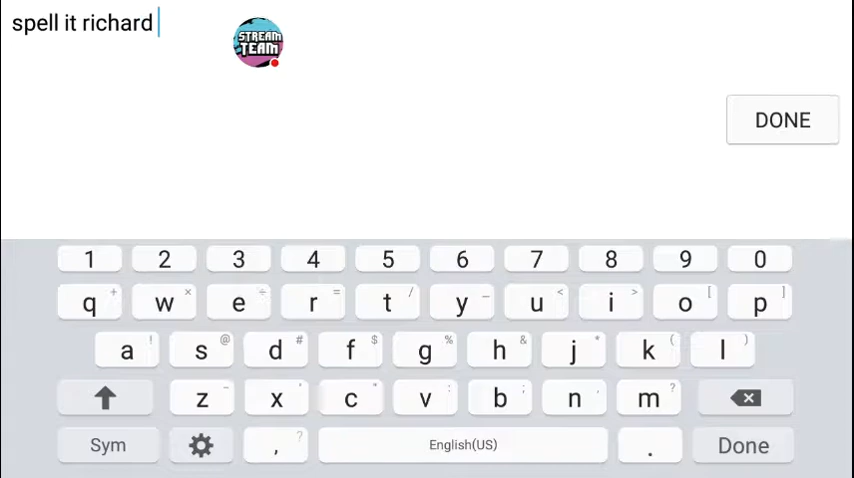 spell it richard
STREAM
TEAM
DONE
1 2 3 4 5 6 7 8 9 0
q + w × e ÷ r = t / y _ u < i > o [ p ]
a ! s @ d # f $ g % h & j * k ( l )
z - x ' c " v : b ; n , m ?
Sym , ? English(US) . Done